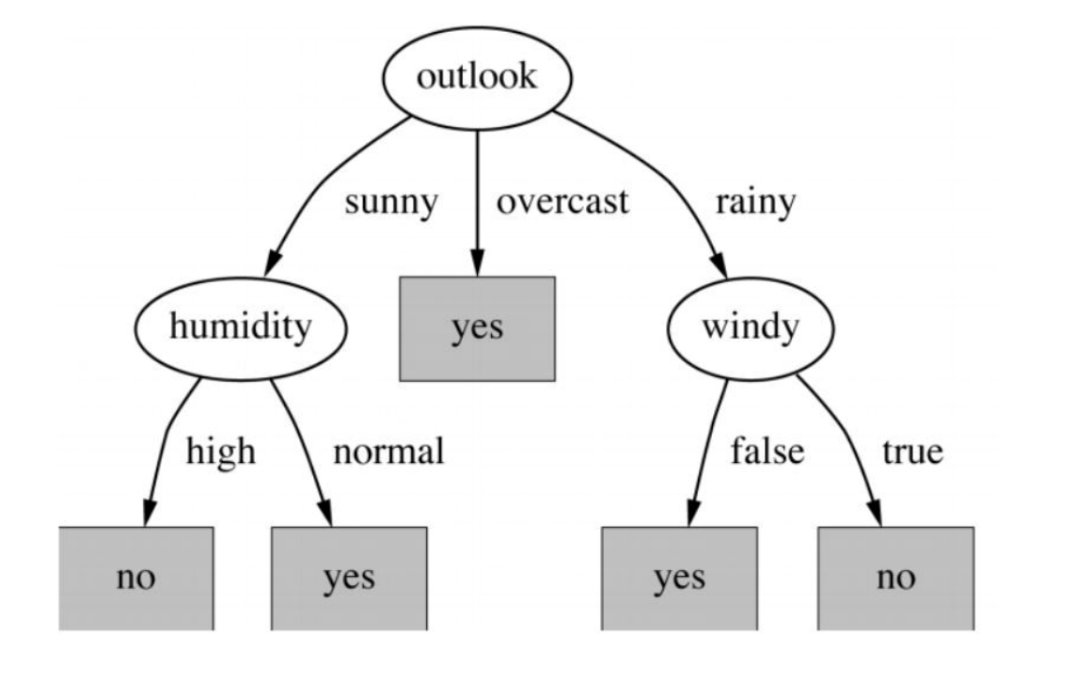 outlook
sunny overcast rainy
humidity yes windy
high normal false true
no yes yes no